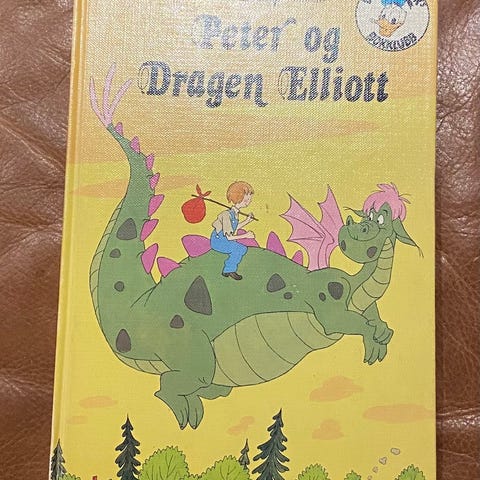 Peter og
Dragen Elliott
BOKKLUBB